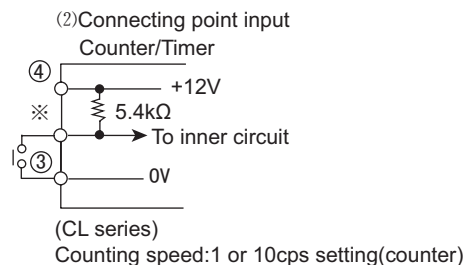 ⑵Connecting point input
Counter/Timer
④
+12V
※
5.4kΩ
To inner circuit
③
0V
(CL series)
Counting speed:1 or 10cps setting(counter)